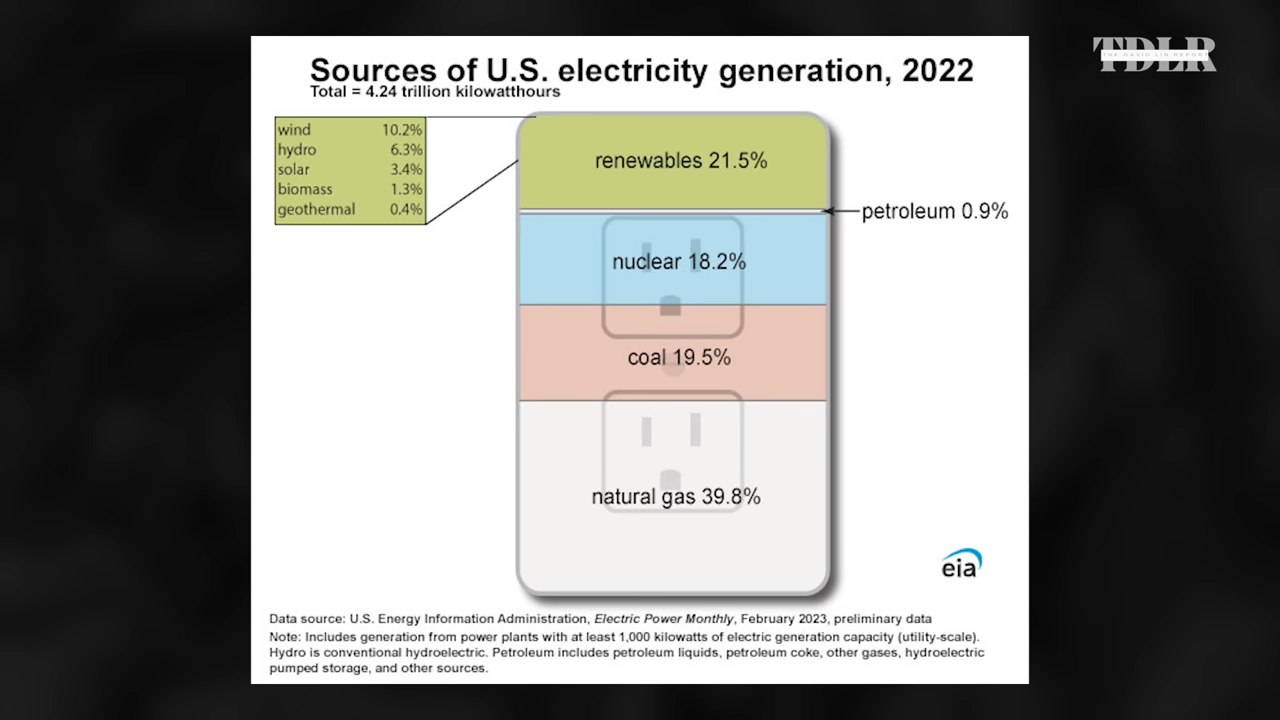 TDLR
THE DAVID LIN REPORT
Sources of U.S. electricity generation, 2022
Total = 4.24 trillion kilowatthours
wind 10.2%
hydro 6.3%
solar 3.4%
biomass 1.3%
geothermal 0.4%
renewables 21.5%
petroleum 0.9%
nuclear 18.2%
coal 19.5%
natural gas 39.8%
eia
Data source: U.S. Energy Information Administration, Electric Power Monthly, February 2023, preliminary data
Note: Includes generation from power plants with at least 1,000 kilowatts of electric generation capacity (utility-scale).
Hydro is conventional hydroelectric. Petroleum includes petroleum liquids, petroleum coke, other gases, hydroelectric
pumped storage, and other sources.